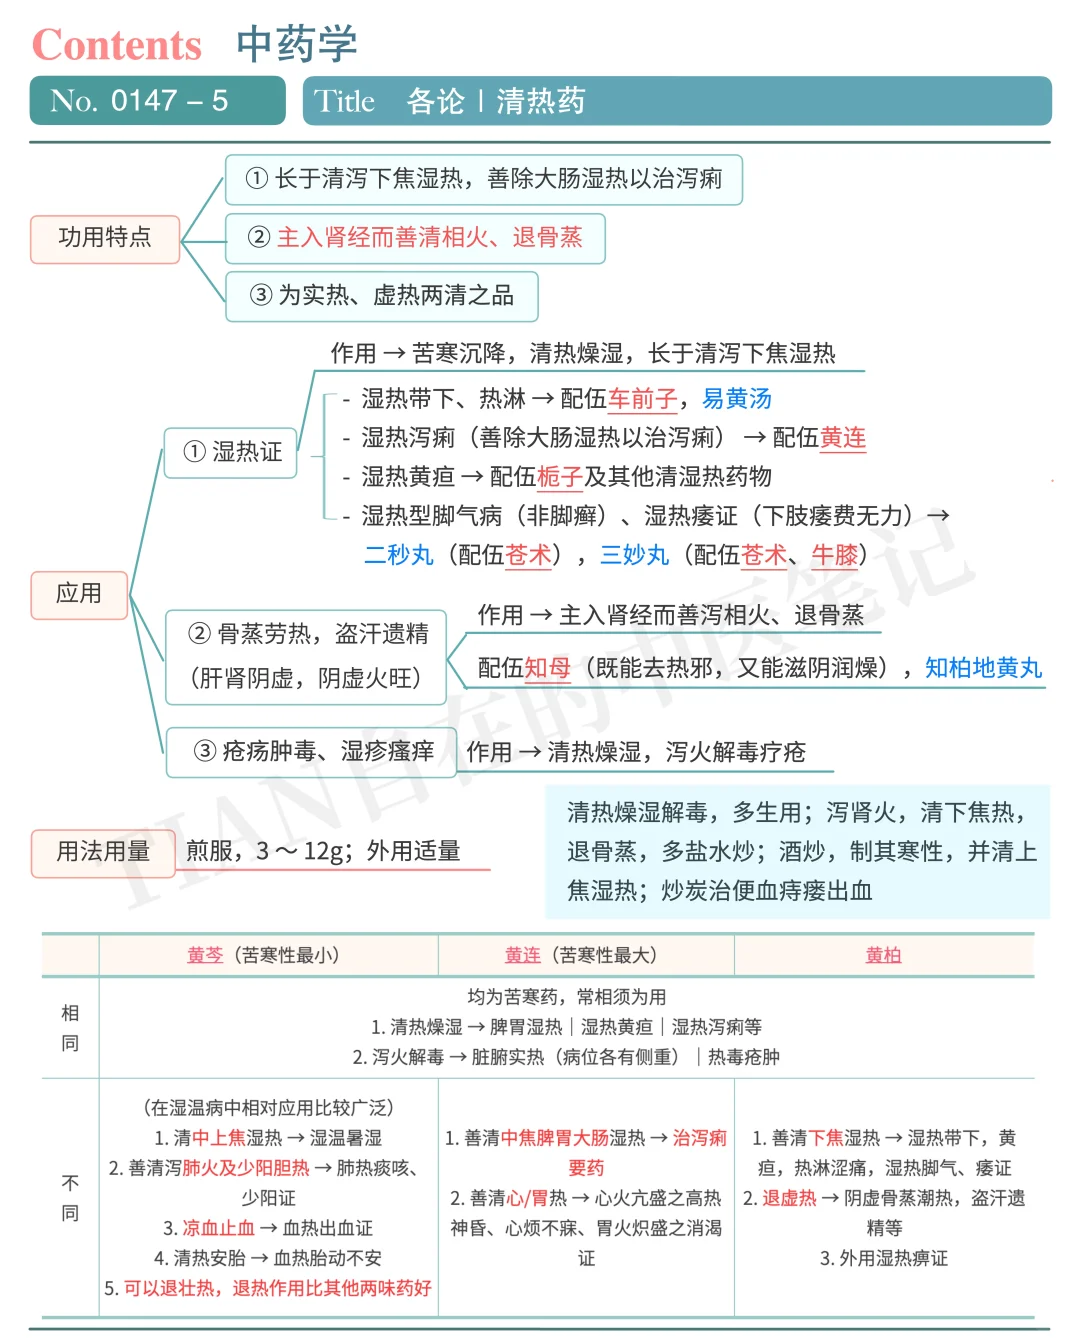 Contents 中药学
No. 0147 – 5
Title 各论 | 清热药
功用特点
① 长于清泻下焦湿热，善除大肠湿热以治泻痢
② 主入肾经而善清相火、退骨蒸
③ 为实热、虚热两清之品
应用
① 湿热证
作用 → 苦寒沉降，清热燥湿，长于清泻下焦湿热
- 湿热带下、热淋 → 配伍车前子，易黄汤
- 湿热泻痢（善除大肠湿热以治泻痢） → 配伍黄连
- 湿热黄疸 → 配伍栀子及其他清湿热药物
- 湿热型脚气病（非脚癣）、湿热痿证（下肢痿费无力）→
二秒丸（配伍苍术），三妙丸（配伍苍术、牛膝）
② 骨蒸劳热，盗汗遗精
（肝肾阴虚，阴虚火旺）
作用 → 主入肾经而善泻相火、退骨蒸
配伍知母（既能去热邪，又能滋阴润燥），知柏地黄丸
③ 疮疡肿毒、湿疹瘙痒
作用 → 清热燥湿，泻火解毒疗疮
用法用量
煎服，3 ～ 12g；外用适量
清热燥湿解毒，多生用；泻肾火，清下焦热，
退骨蒸，多盐水炒；酒炒，制其寒性，并清上
焦湿热；炒炭治便血痔瘘出血
黄芩（苦寒性最小） 黄连（苦寒性最大） 黄柏
相
同
均为苦寒药，常相须为用
1. 清热燥湿 → 脾胃湿热｜湿热黄疸｜湿热泻痢等
2. 泻火解毒 → 脏腑实热（病位各有侧重）｜热毒疮肿
不
同
（在湿温病中相对应用比较广泛）
1. 清中上焦湿热 → 湿温暑湿
2. 善清泻肺火及少阳胆热 → 肺热痰咳、
少阳证
3. 凉血止血 → 血热出血证
4. 清热安胎 → 血热胎动不安
5. 可以退壮热，退热作用比其他两味药好
1. 善清中焦脾胃大肠湿热 → 治泻痢
要药
2. 善清心/胃热 → 心火亢盛之高热
神昏、心烦不寐、胃火炽盛之消渴
证
1. 善清下焦湿热 → 湿热带下，黄
疸，热淋涩痛，湿热脚气、痿证
2. 退虚热 → 阴虚骨蒸潮热，盗汗遗
精等
3. 外用湿热痹证
TIAN自在的中医笔记